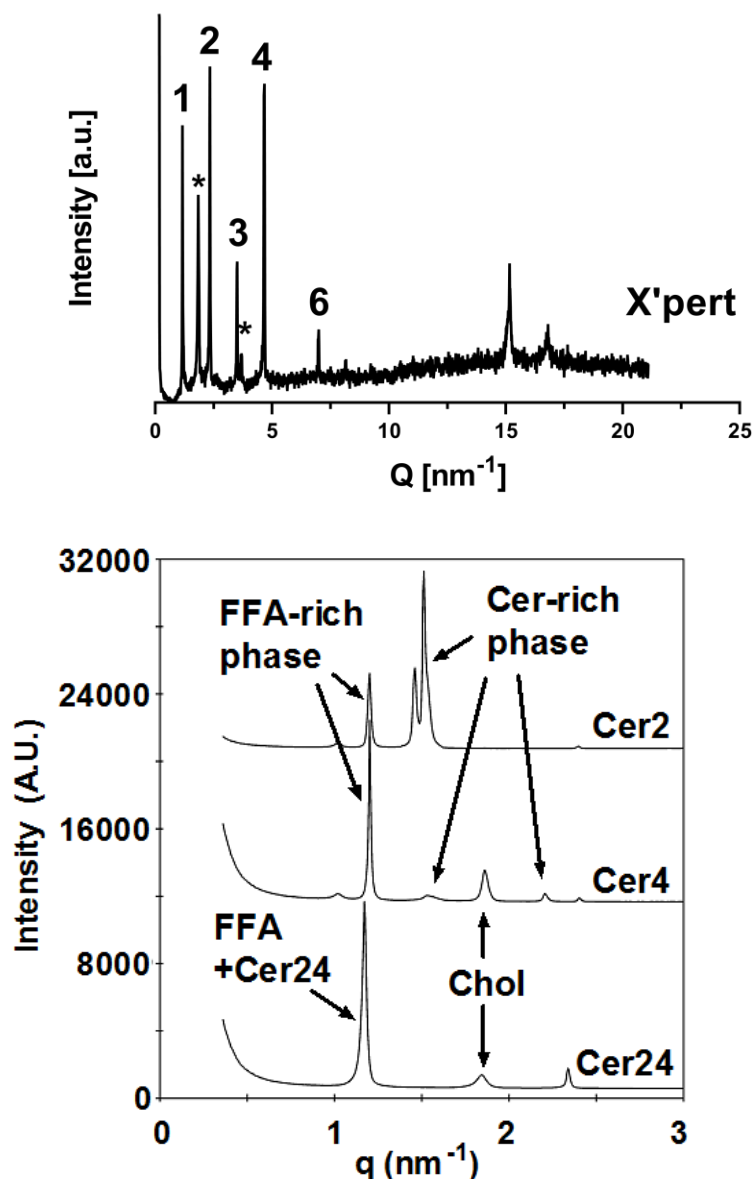 Intensity [a.u.]
1
*
2
3
*
4
6
X'pert
0
5
10
15
20
25
Q [nm⁻¹]
Intensity (A.U.)
32000
24000
16000
8000
0
FFA-rich
phase
Cer-rich
phase
Cer2
Cer4
FFA
+Cer24
Chol
Cer24
1
2
3
q (nm⁻¹)